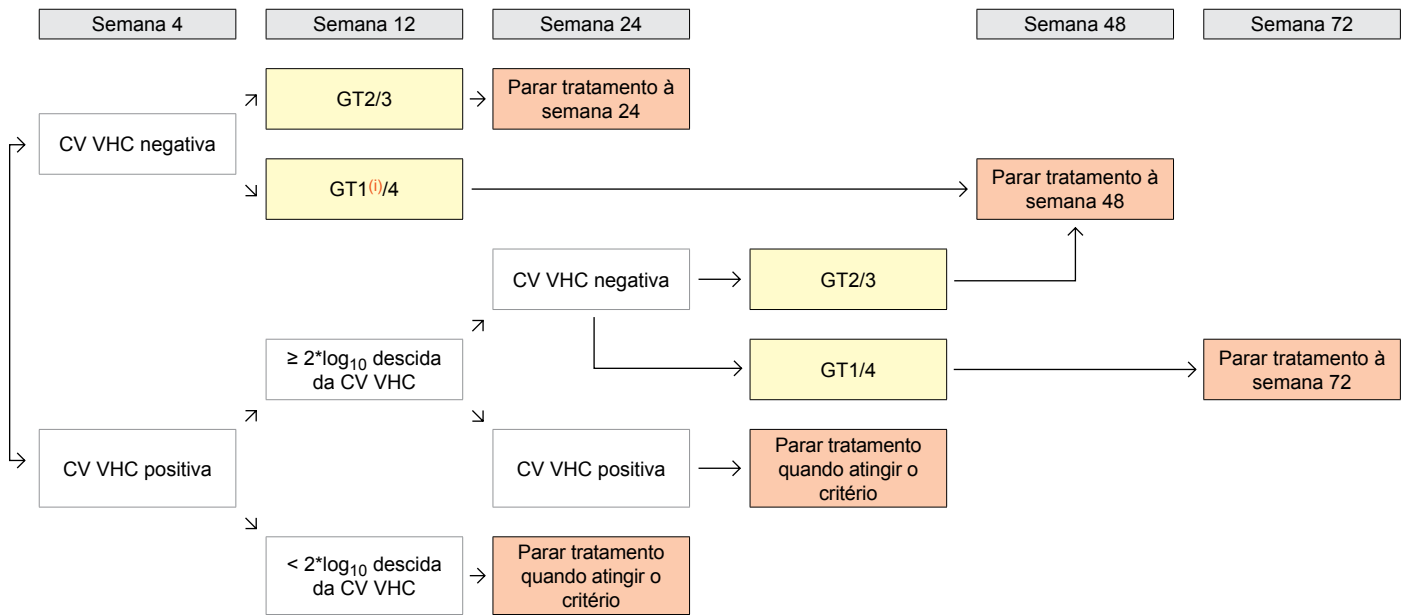 Semana 4
Semana 12
Semana 24
Semana 48
Semana 72
CV VHC negativa
GT2/3
Parar tratamento à
semana 24
GT1(i)/4
Parar tratamento à
semana 48
CV VHC negativa
GT2/3
≥ 2*log10 descida
da CV VHC
GT1/4
Parar tratamento à
semana 72
CV VHC positiva
CV VHC positiva
Parar tratamento
quando atingir o
critério
< 2*log10 descida
da CV VHC
Parar tratamento
quando atingir o
critério